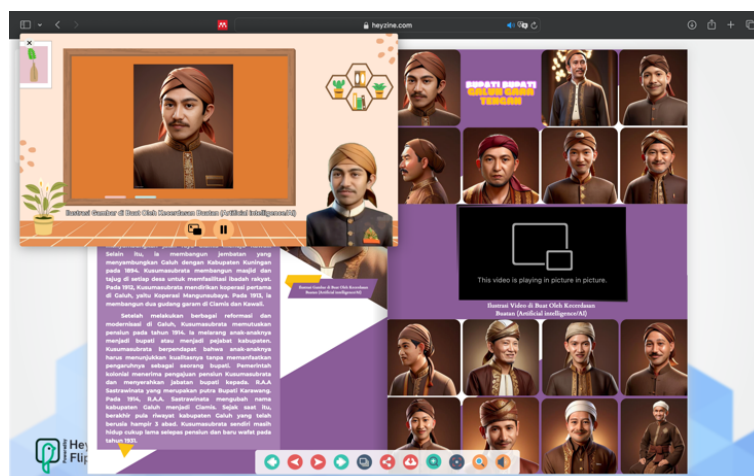 heyzine.com
Ilustrasi Gambar di Buat Oleh Kecerdasan Buatan (Artificial Intelligence/AI)
Selain itu, ia membangun jembatan yang
menyambungkan Galuh dengan Kabupaten Kuningan
pada 1894. Kusumasubrata membangun masjid dan
tajug di setiap desa untuk memfasilitasi ibadah rakyat.
Pada 1912, Kusumasubrata mendirikan koperasi pertama
di Galuh, yaitu Koperasi Mangunsubaya. Pada 1913, ia
membangun dua gudang garam di Ciamis dan Kawali.
Setelah melakukan berbagai reformasi dan
modernisasi di Galuh, Kusumasubrata memutuskan
pensiun pada tahun 1914. Ia melarang anak-anaknya
menjadi bupati atau menjadi pejabat kabupaten.
Kusumasubrata berpendapat bahwa anak-anaknya
harus menunjukkan kualitasnya tanpa memanfaatkan
pengaruhnya sebagai seorang bupati. Pemerintah
kolonial menerima pengajuan pensiun Kusumasubrata
dan menyerahkan jabatan bupati kepada. R.A.A
Sastrawinata yang merupakan putra Bupati Karawang.
Pada 1914, R.A.A. Sastrawinata mengubah nama
kabupaten Galuh menjadi Ciamis. Sejak saat itu,
berakhir pula riwayat kabupaten Galuh yang telah
berusia hampir 3 abad. Kusumasubrata sendiri masih
hidup cukup lama selepas pensiun dan baru wafat pada
tahun 1931.
Ilustrasi Gambar di Buat Oleh Kecerdasan
Buatan (Artificial Intelligence/AI)
BUPATI BUPATI
GALUH GARA
TENGAN
This video is playing in picture in picture.
Ilustrasi Video di Buat Oleh Kecerdasan
Buatan (Artificial intelligence/AI)
Hey
Flip